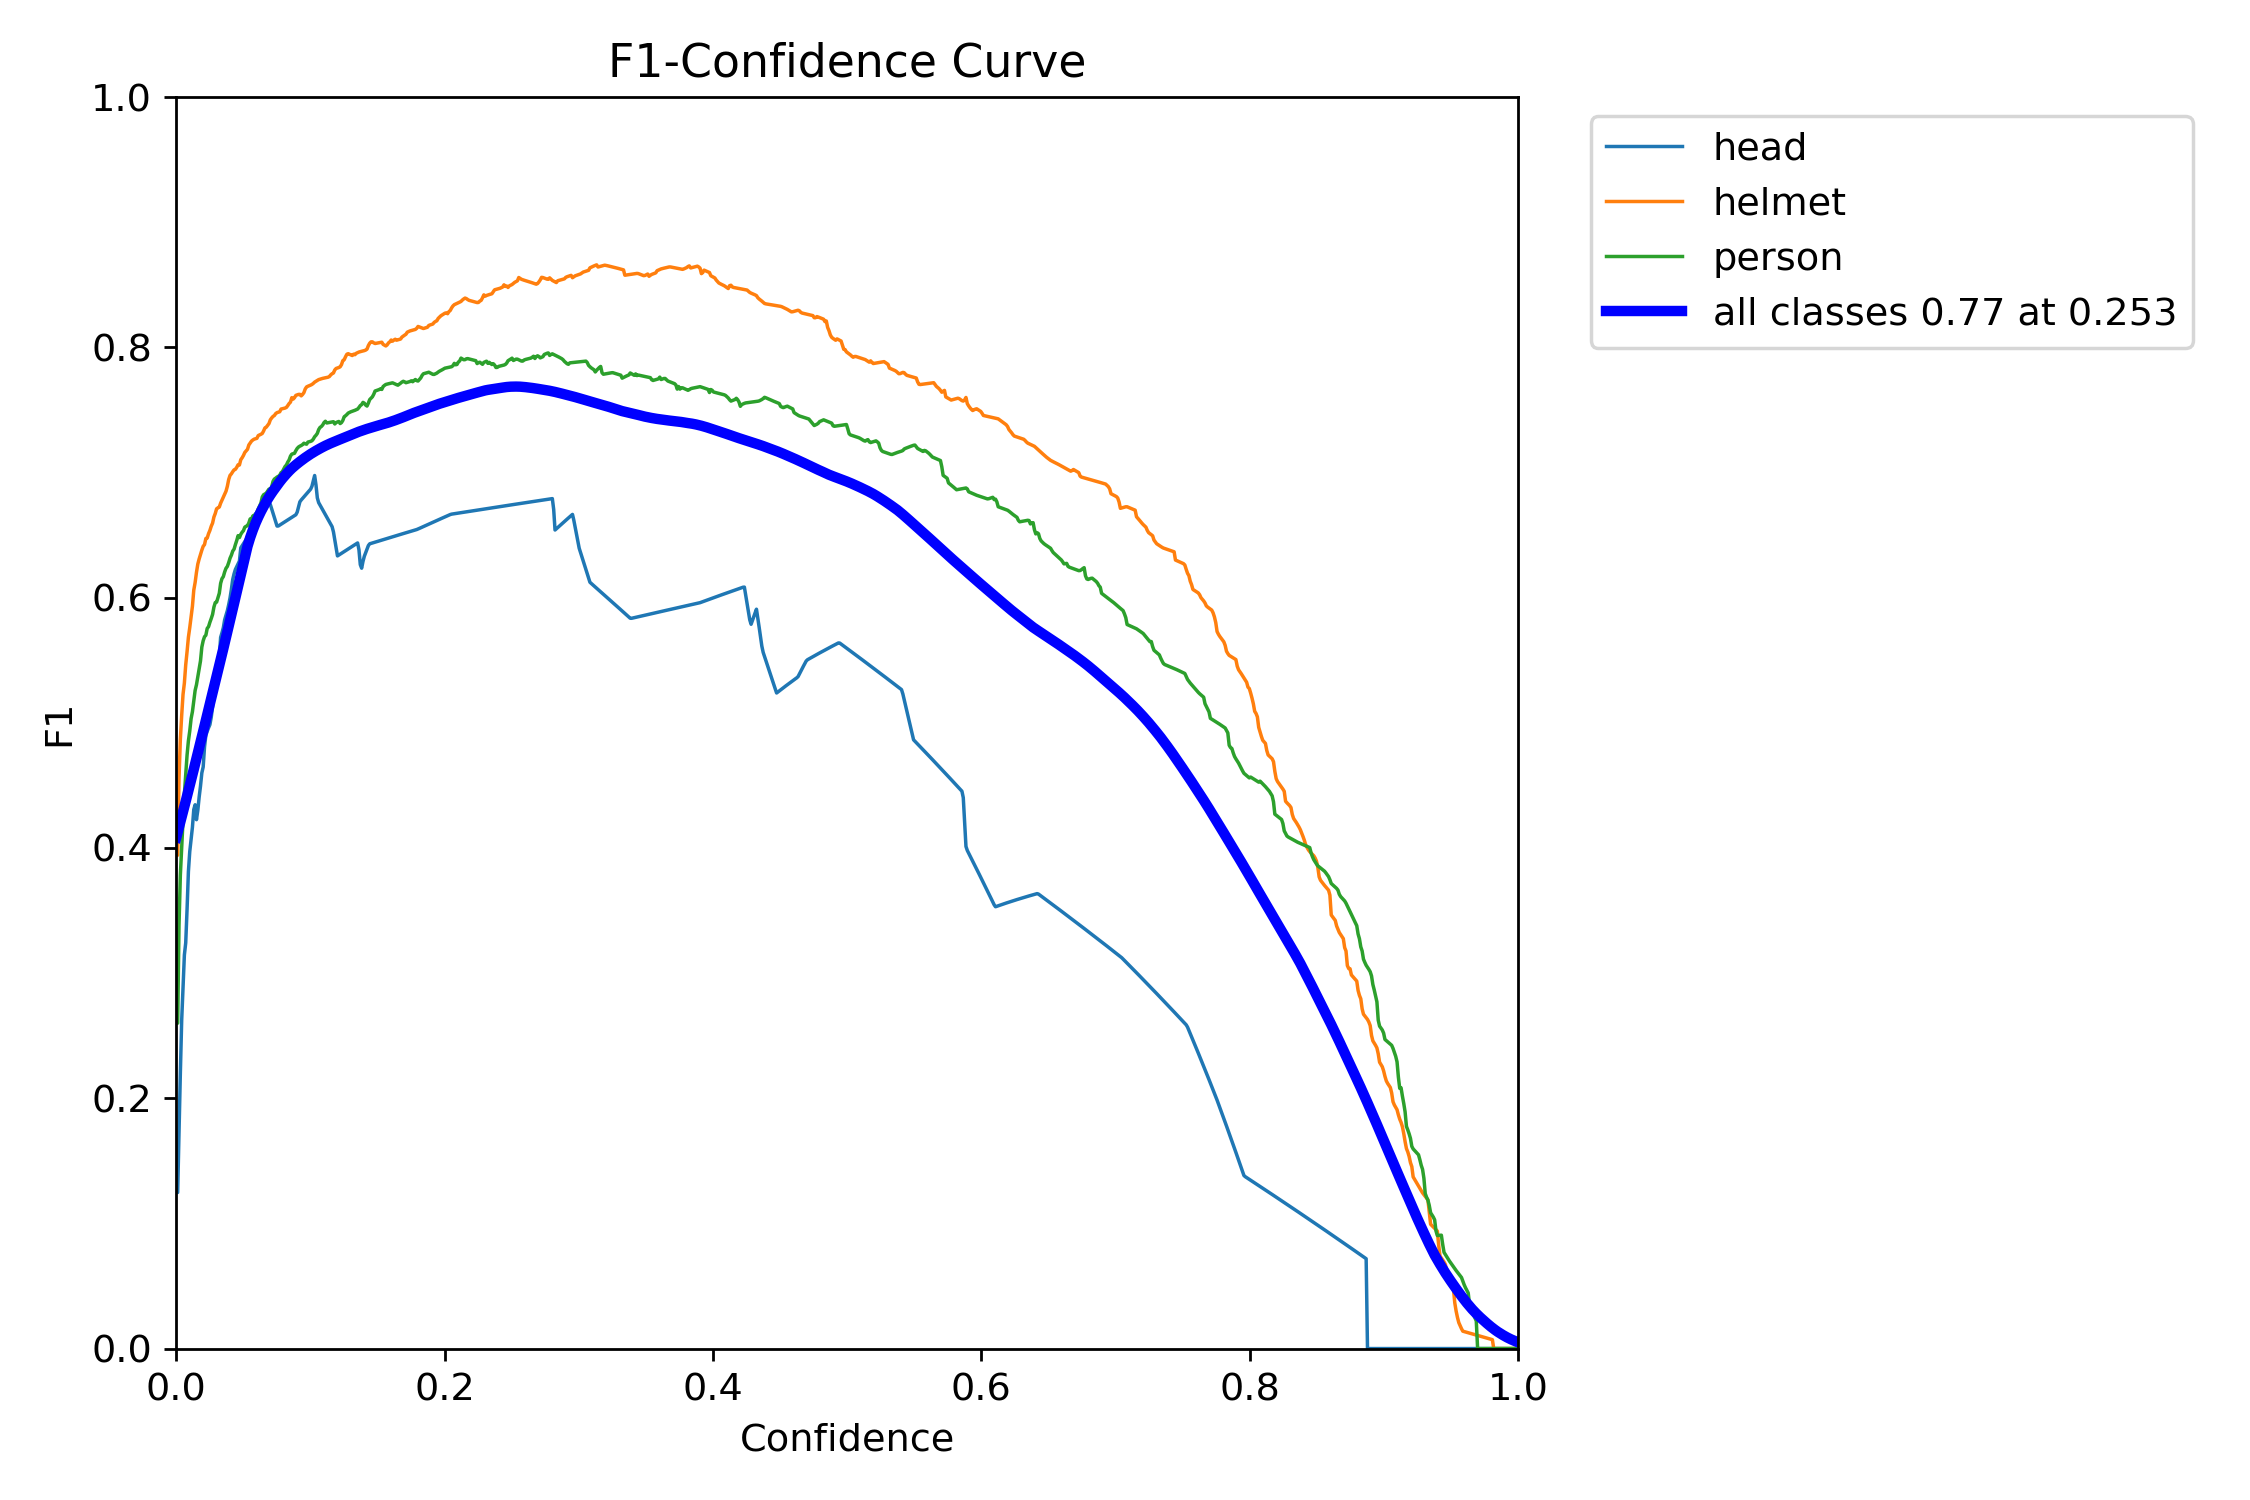 F1-Confidence Curve
1.0
0.8
0.6
0.4
0.2
0.0
F1
0.0 0.2 0.4 0.6 0.8 1.0
Confidence
head
helmet
person
all classes 0.77 at 0.253